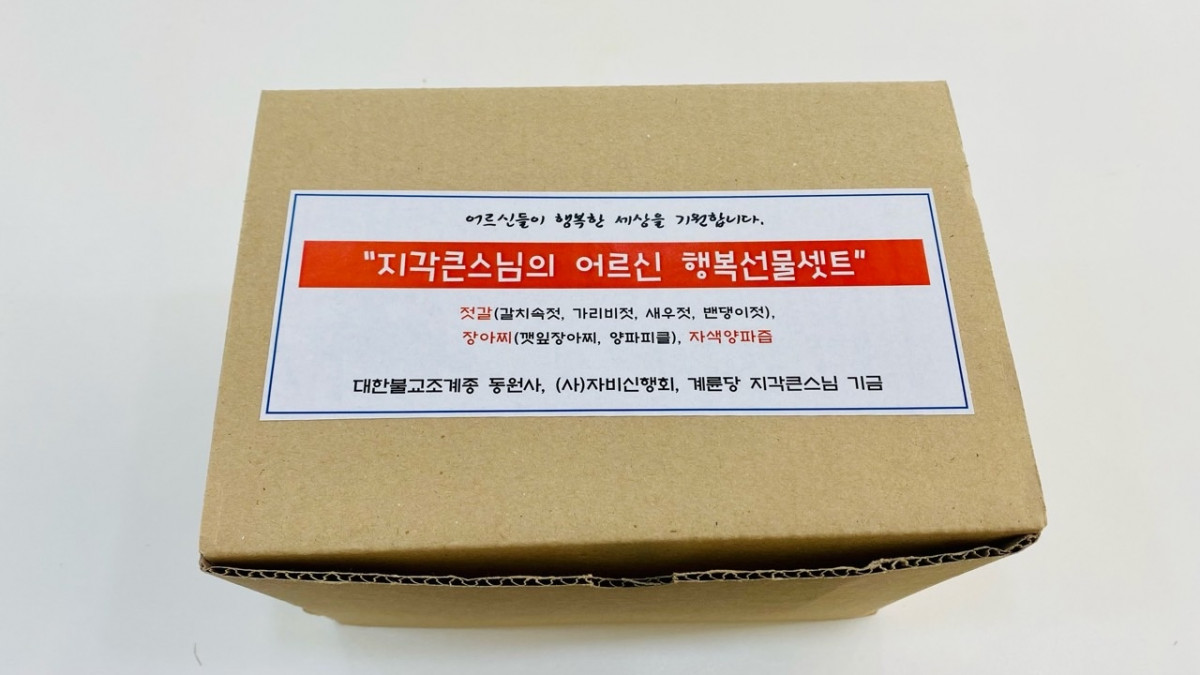 어르신들이 행복한 세상을 기원합니다.
"지각큰스님의 어르신 행복선물셋트"
젓갈(갈치속젓, 가리비젓, 새우젓, 밴댕이젓),
장아찌(깻잎장아찌, 양파피클), 자색양파즙
대한불교조계종 동원사, (사)자비신행회, 계륜당 지각큰스님 기금